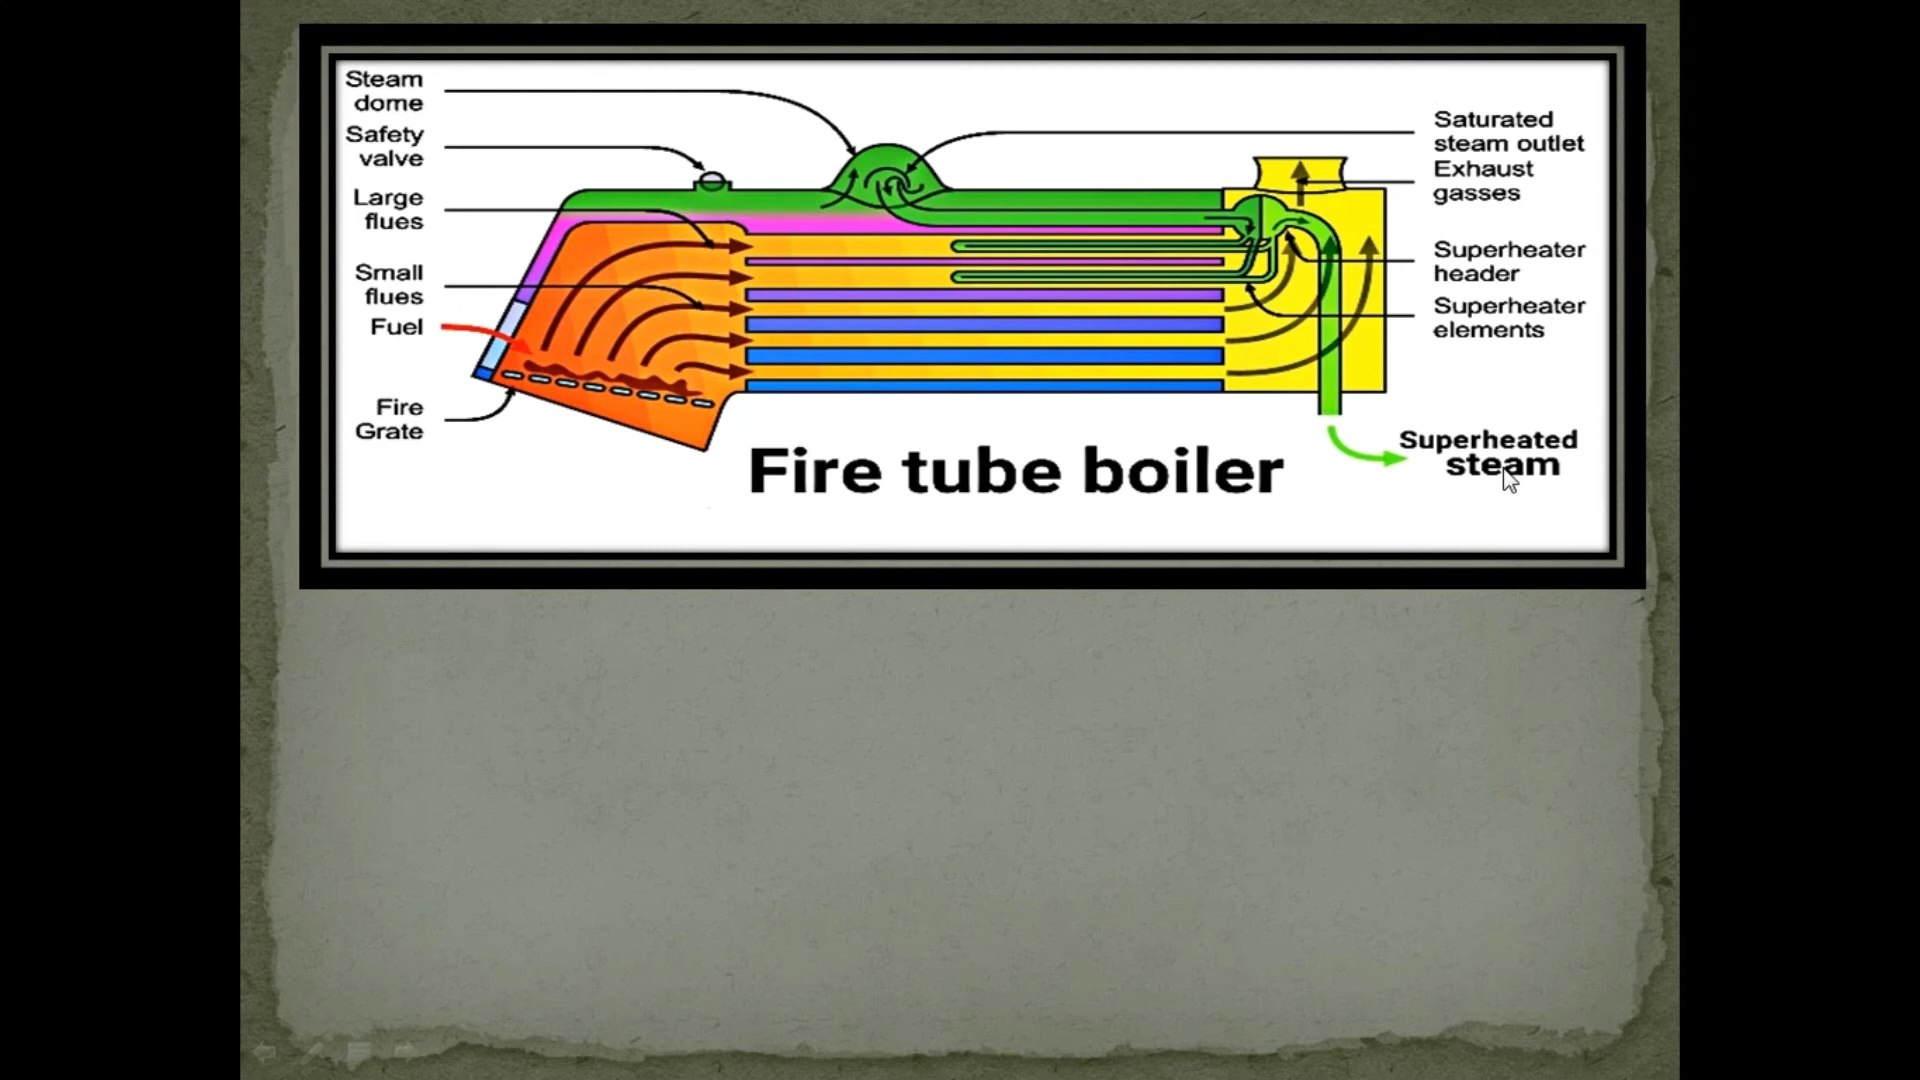 Steam
dome
Safety
valve
Large
flues
Small
flues
Fuel
Fire
Grate
Saturated
steam outlet
Exhaust
gasses
Superheater
header
Superheater
elements
Superheated
steam
Fire tube boiler